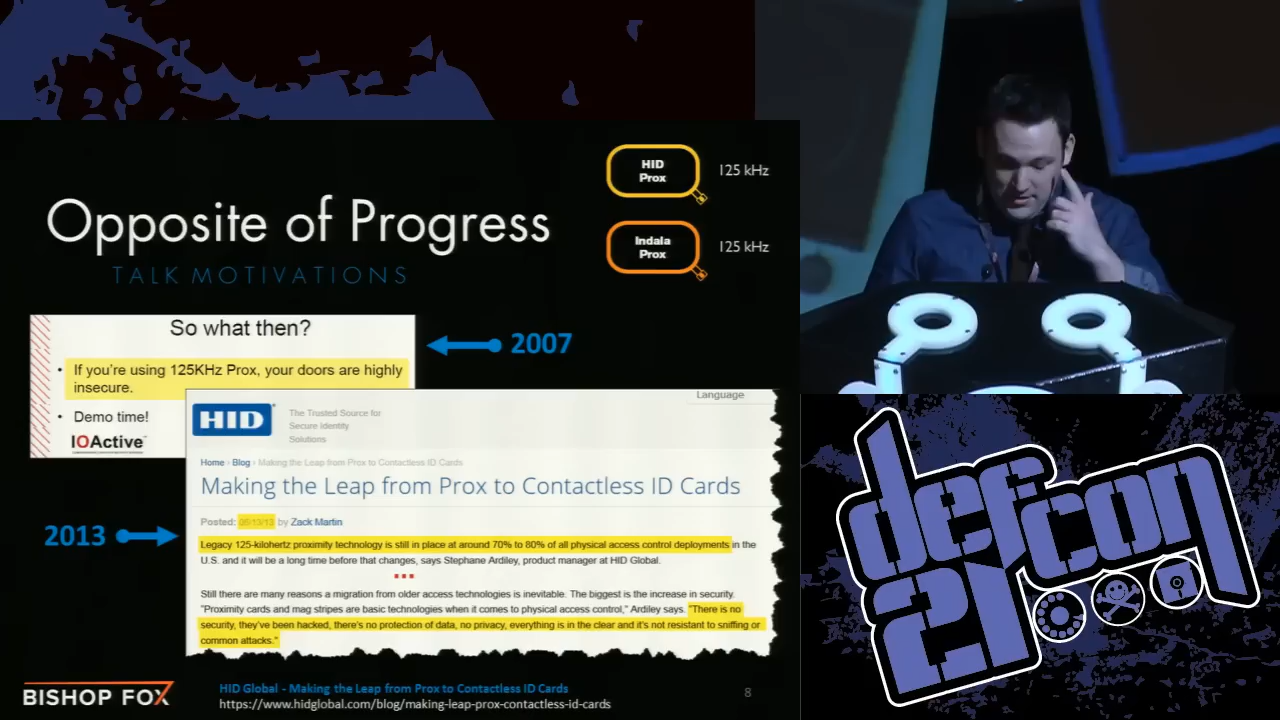 HID
Prox
125 kHz
Opposite of Progress
Indala
Prox
125 kHz
TALK MOTIVATIONS
So what then?
• If you're using 125KHz Prox, your doors are highly
insecure.
• Demo time!
IOActive
2007
Language
HID
The Trusted Source for
Secure Identity
Solutions
Home › Blog › Making the Leap from Prox to Contactless ID Cards
Making the Leap from Prox to Contactless ID Cards
2013
Posted: 06/13/13 by Zack Martin
Legacy 125-kilohertz proximity technology is still in place at around 70% to 80% of all physical access control deployments in the
U.S. and it will be a long time before that changes, says Stephane Ardiley, product manager at HID Global.
...
Still there are many reasons a migration from older access technologies is inevitable. The biggest is the increase in security.
"Proximity cards and mag stripes are basic technologies when it comes to physical access control," Ardiley says. "There is no
security, they've been hacked, there's no protection of data, no privacy, everything is in the clear and it's not resistant to sniffing or
common attacks."
BISHOP FOX
HID Global - Making the Leap from Prox to Contactless ID Cards
https://www.hidglobal.com/blog/making-leap-prox-contactless-id-cards
8
defcon
21